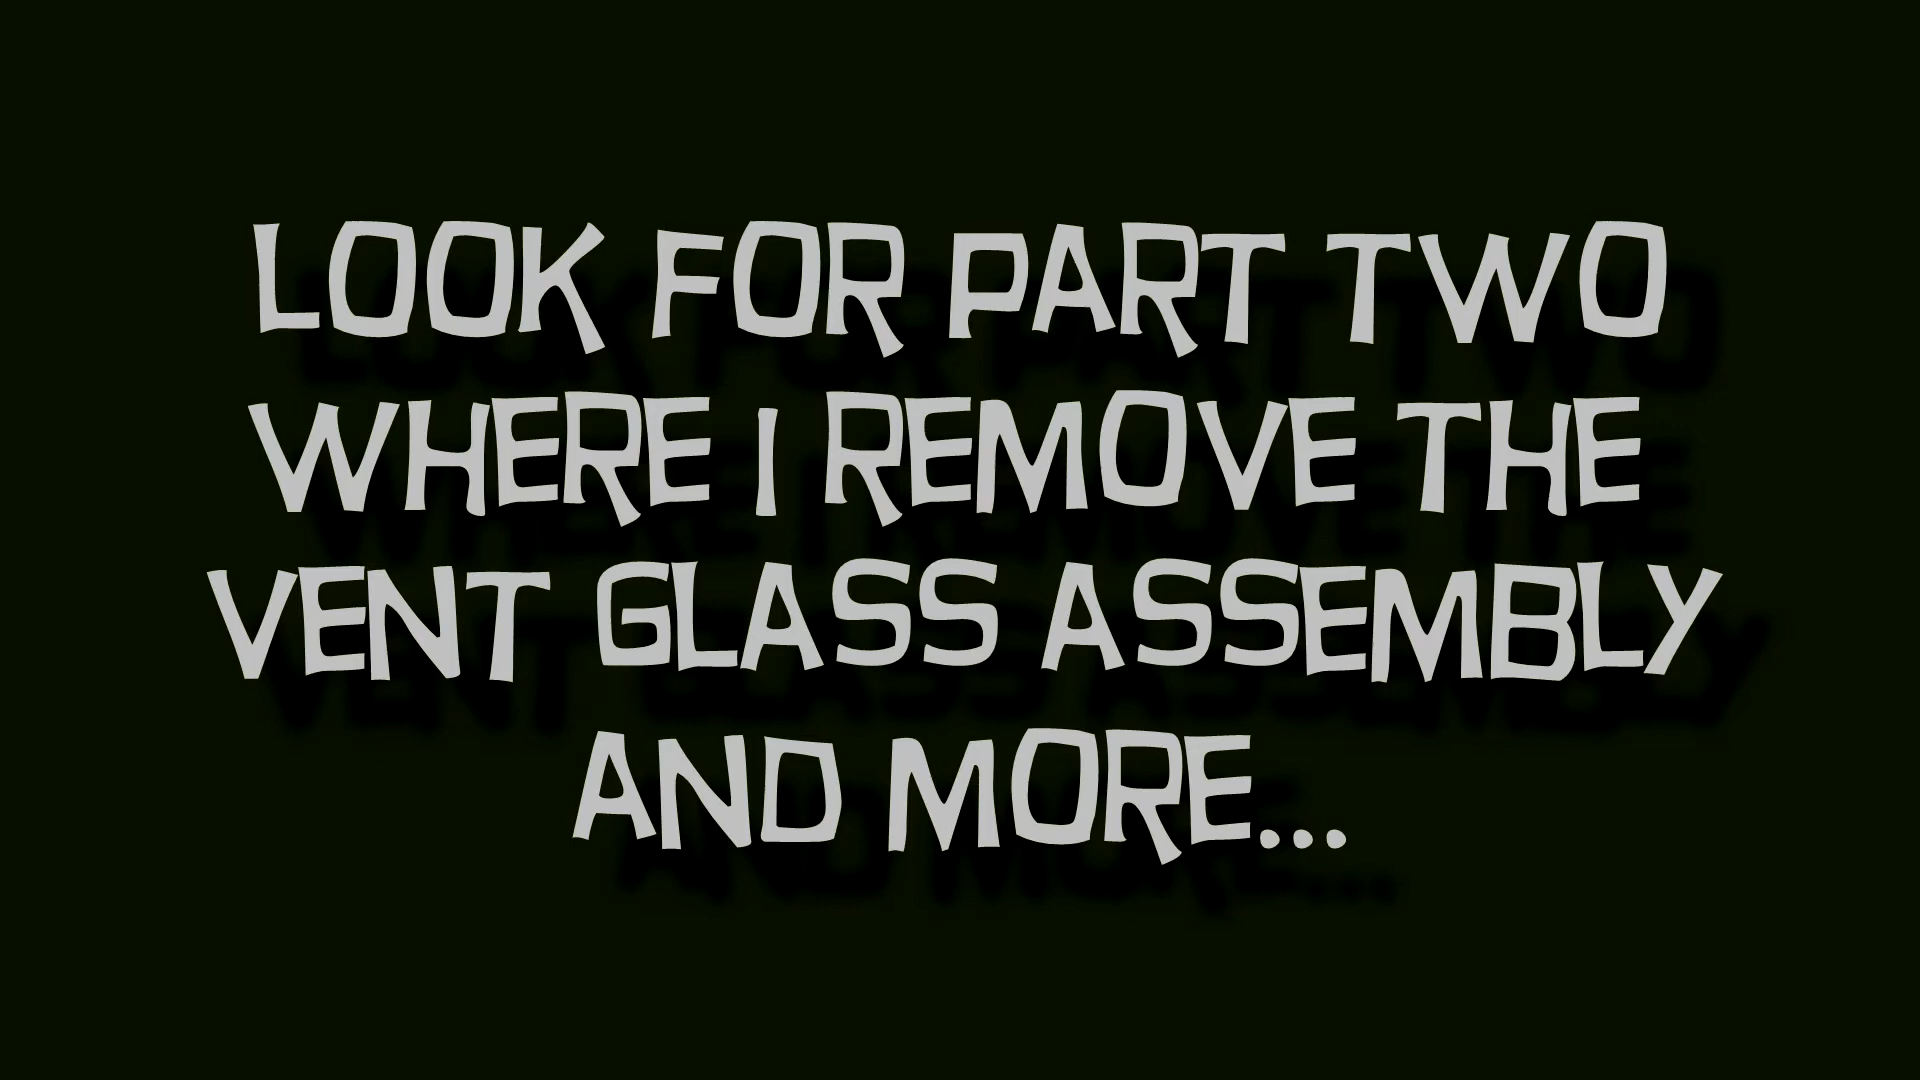 LOOK FOR PART TWO
WHERE I REMOVE THE
VENT GLASS ASSEMBLY
AND MORE...